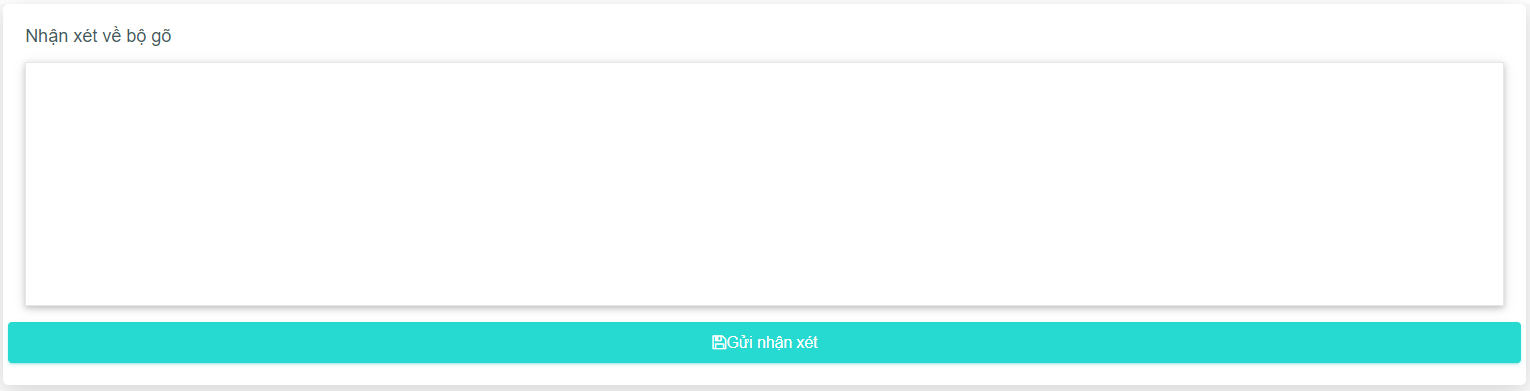 Nhận xét về bộ gõ
Gửi nhận xét